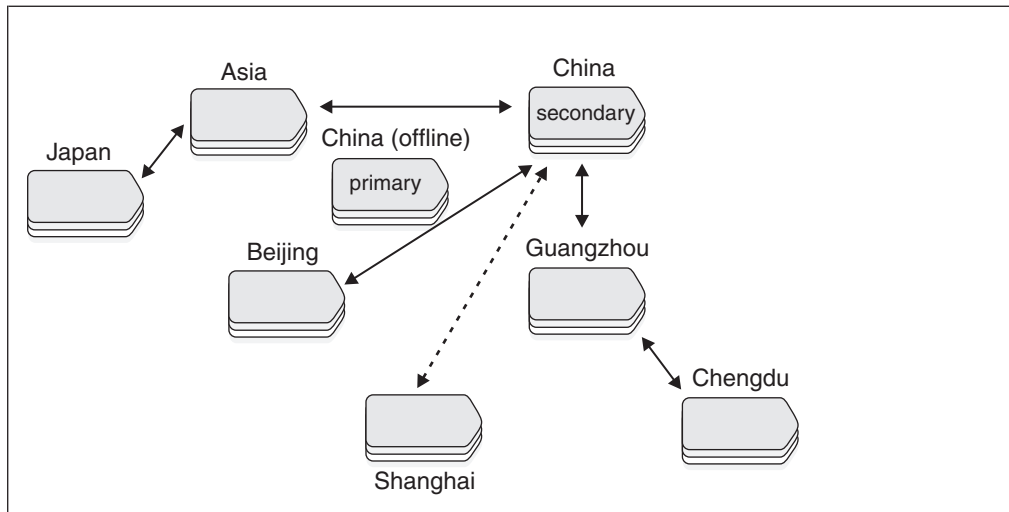 Asia
China
secondary
China (offline)
Japan
primary
Beijing
Guangzhou
Chengdu
Shanghai